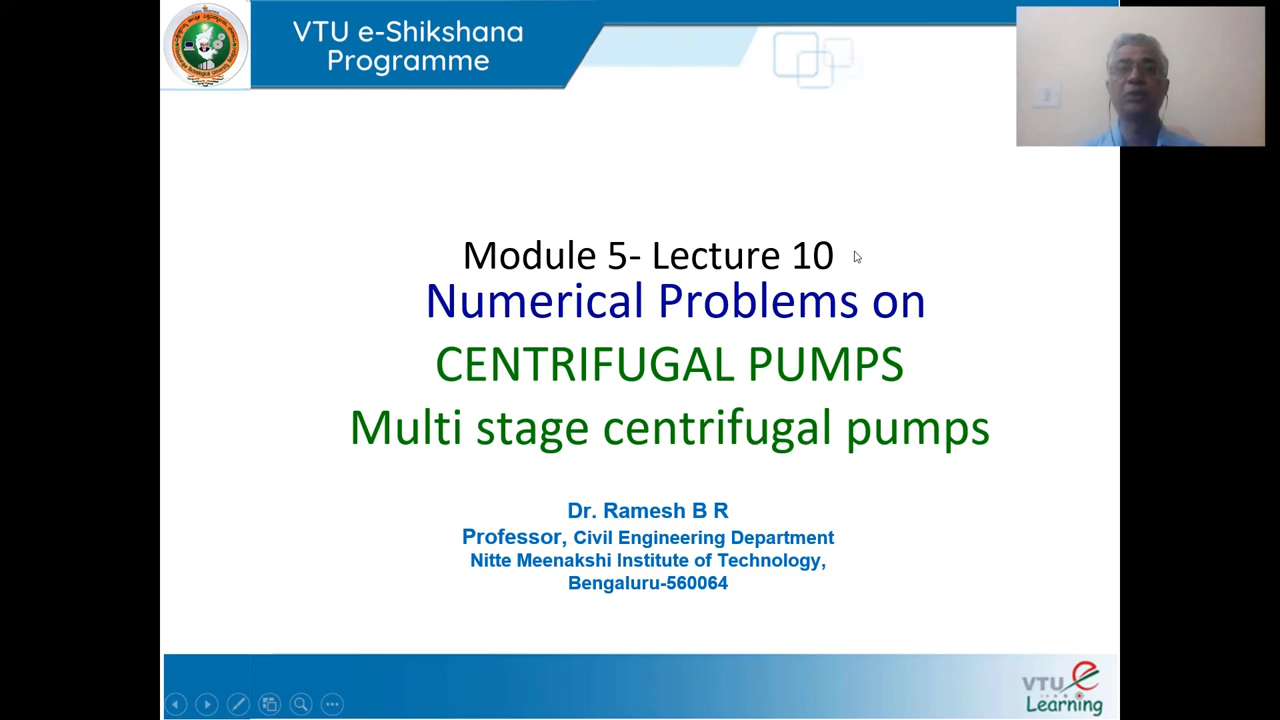 VTU e-Shikshana
Programme
Module 5- Lecture 10
Numerical Problems on
CENTRIFUGAL PUMPS
Multi stage centrifugal pumps
Dr. Ramesh B R
Professor, Civil Engineering Department
Nitte Meenakshi Institute of Technology,
Bengaluru-560064
VTU e
Learning